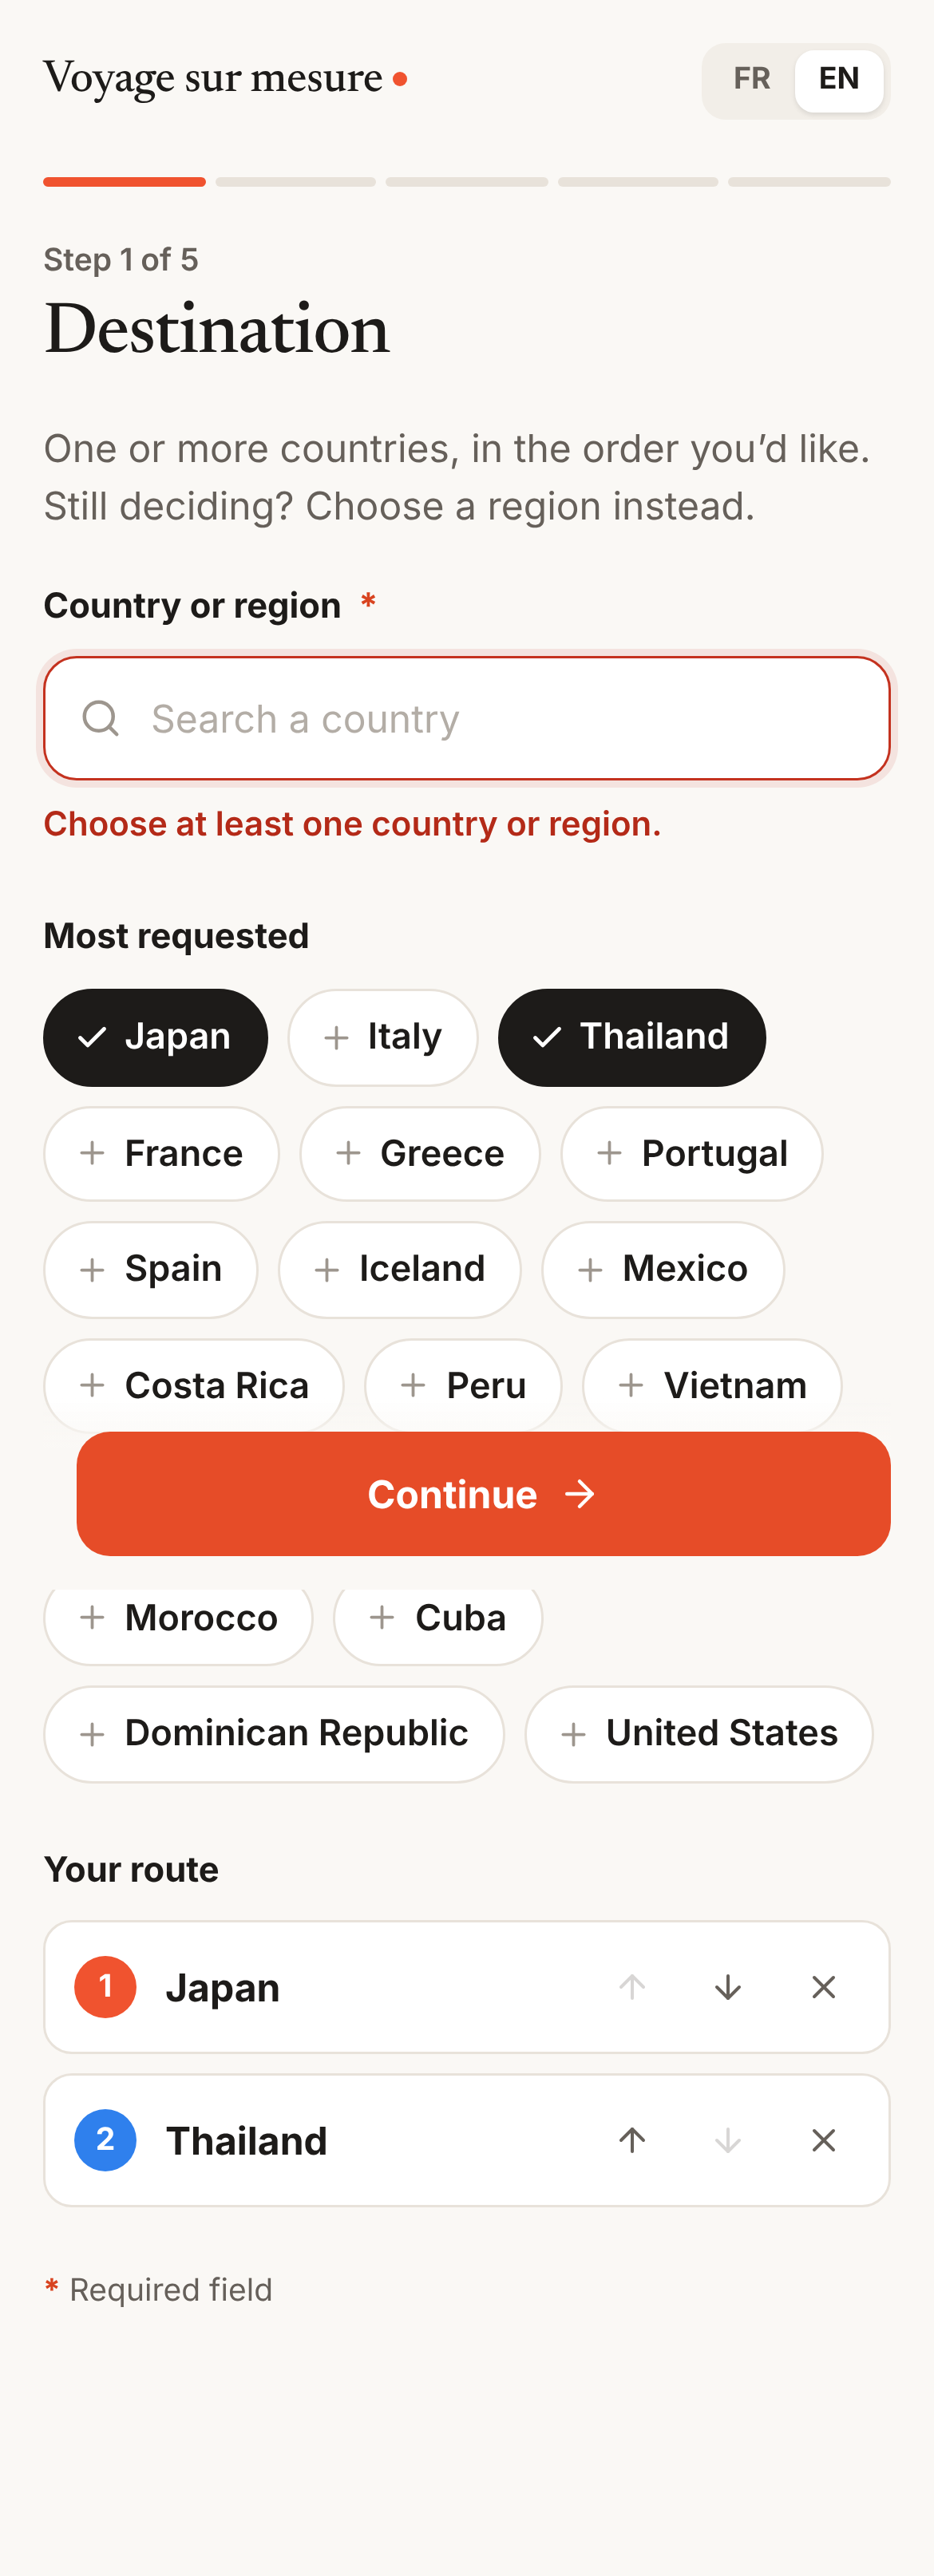 Voyage sur mesure
FR EN
Step 1 of 5
Destination
One or more countries, in the order you’d like.
Still deciding? Choose a region instead.
Country or region *
Search a country
Choose at least one country or region.
Most requested
Japan Italy Thailand
France Greece Portugal
Spain Iceland Mexico
Costa Rica Peru Vietnam
Continue
Morocco Cuba
Dominican Republic United States
Your route
1 Japan
2 Thailand
* Required field